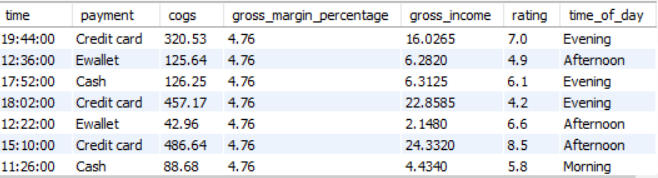 time payment cogs gross_margin_percentage gross_income rating time_of_day
19:44:00 Credit card 320.53 4.76 16.0265 7.0 Evening
12:36:00 Ewallet 125.64 4.76 6.2820 4.9 Afternoon
17:52:00 Cash 126.25 4.76 6.3125 6.1 Evening
18:02:00 Credit card 457.17 4.76 22.8585 4.2 Evening
12:22:00 Ewallet 42.96 4.76 2.1480 6.6 Afternoon
15:10:00 Credit card 486.64 4.76 24.3320 8.5 Afternoon
11:26:00 Cash 88.68 4.76 4.4340 5.8 Morning